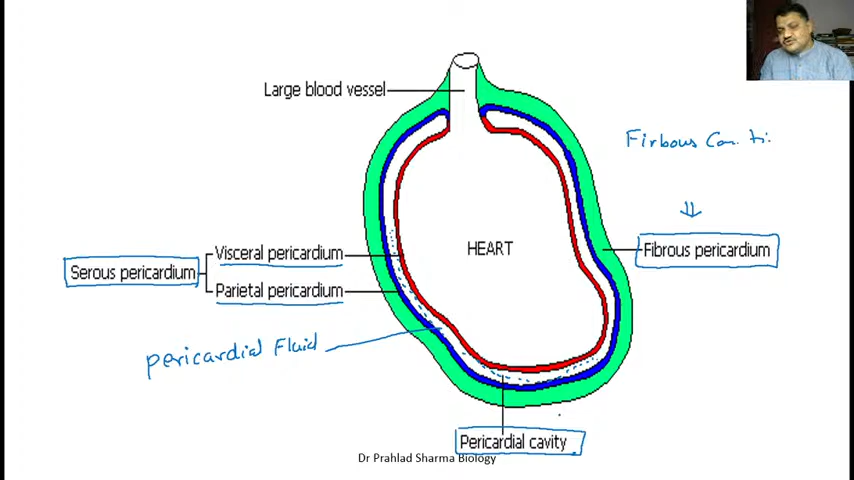 Large blood vessel
Firbous Con. ti.
HEART
Fibrous pericardium
Visceral pericardium
Serous pericardium
Parietal pericardium
pericardial Fluid
Pericardial cavity
Dr Prahlad Sharma Biology